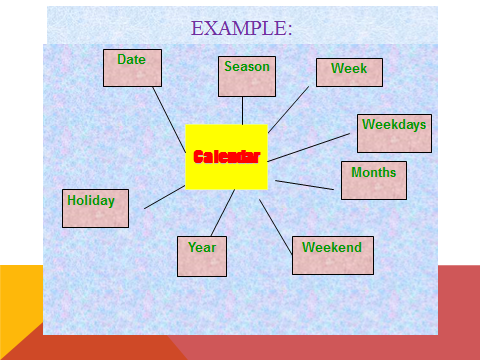 EXAMPLE:
Date
Season
Week
Weekdays
Calendar
Months
Holiday
Year
Weekend